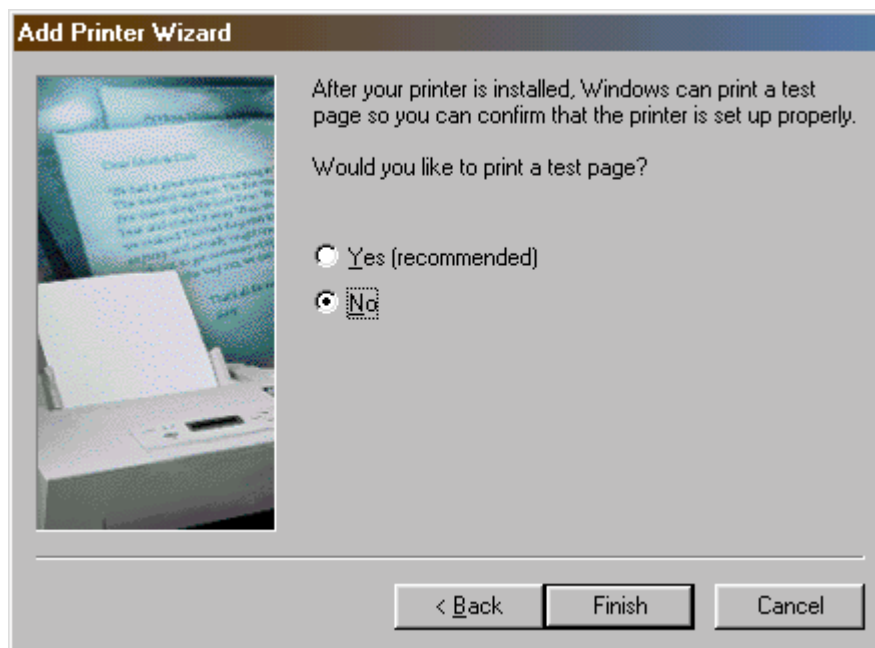 Add Printer Wizard
After your printer is installed, Windows can print a test
page so you can confirm that the printer is set up properly.
Would you like to print a test page?
Yes (recommended)
No
< Back
Finish
Cancel